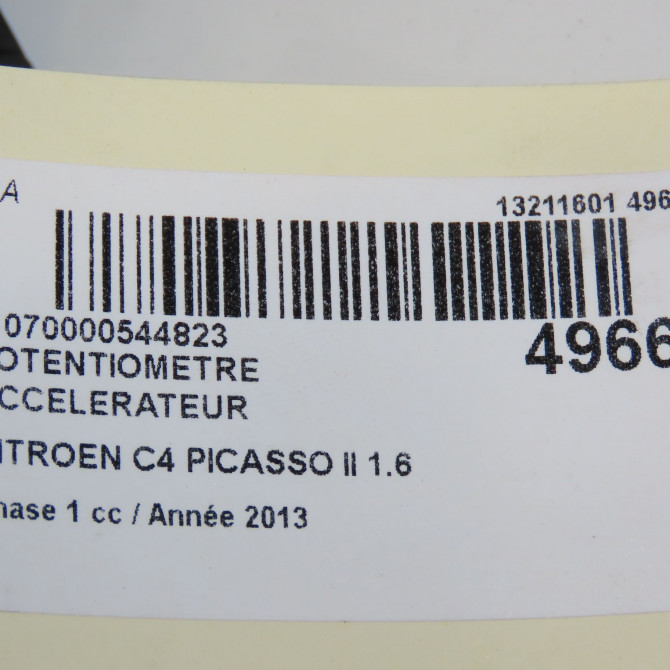 A
13211601 496
070000544823
4966
OTENTIOMETRE
CCELERATEUR
ITROEN C4 PICASSO II 1.6
hase 1 cc / Année 2013